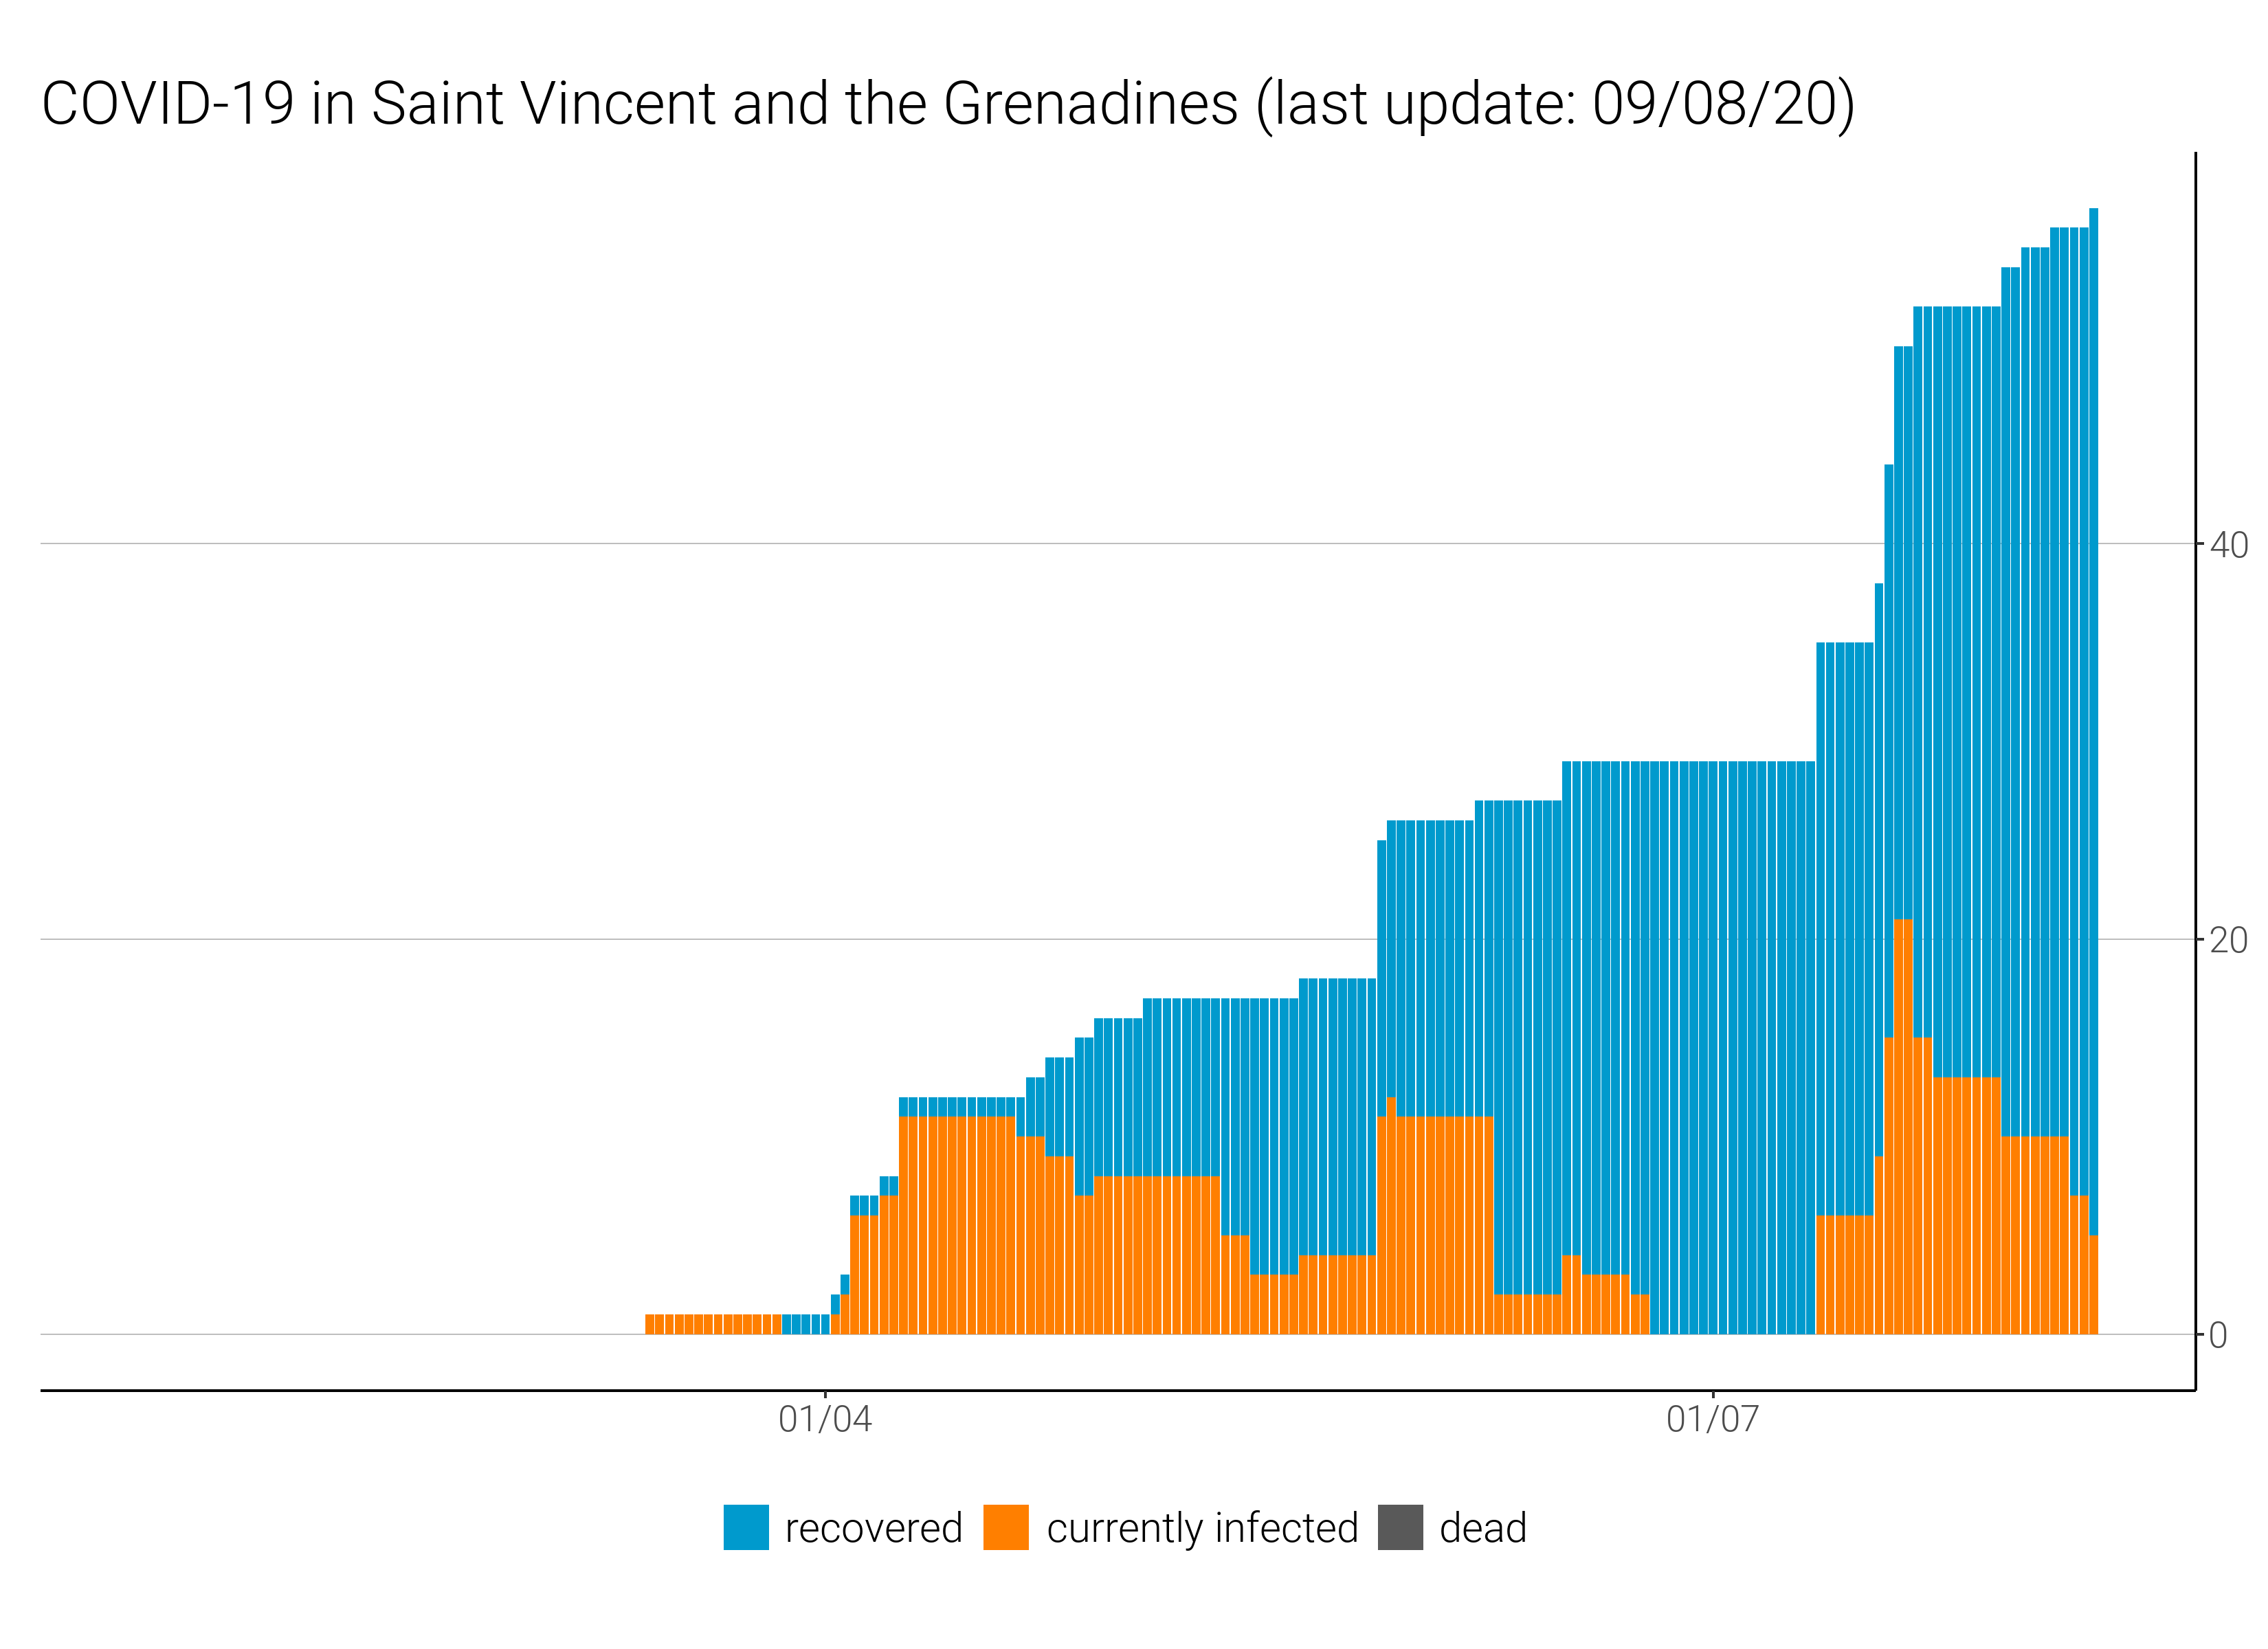 COVID-19 in Saint Vincent and the Grenadines (last update: 09/08/20)
40
20
0
01/04 01/07
recovered currently infected dead